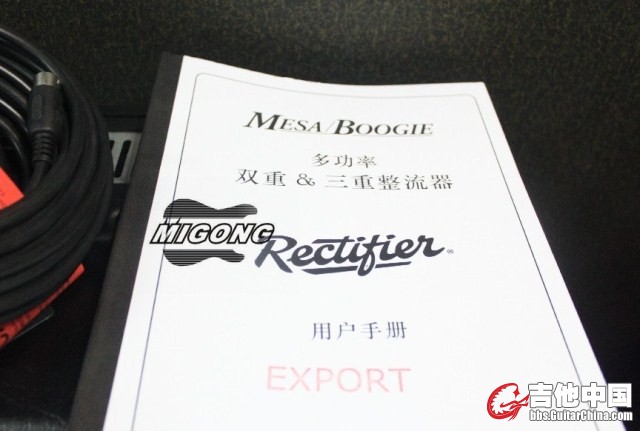 MESA/BOOGIE
多功率
双重 & 三重整流器
MIGONG
Rectifier®
用户手册
EXPORT
吉他中国
bbs.GuitarChina.com